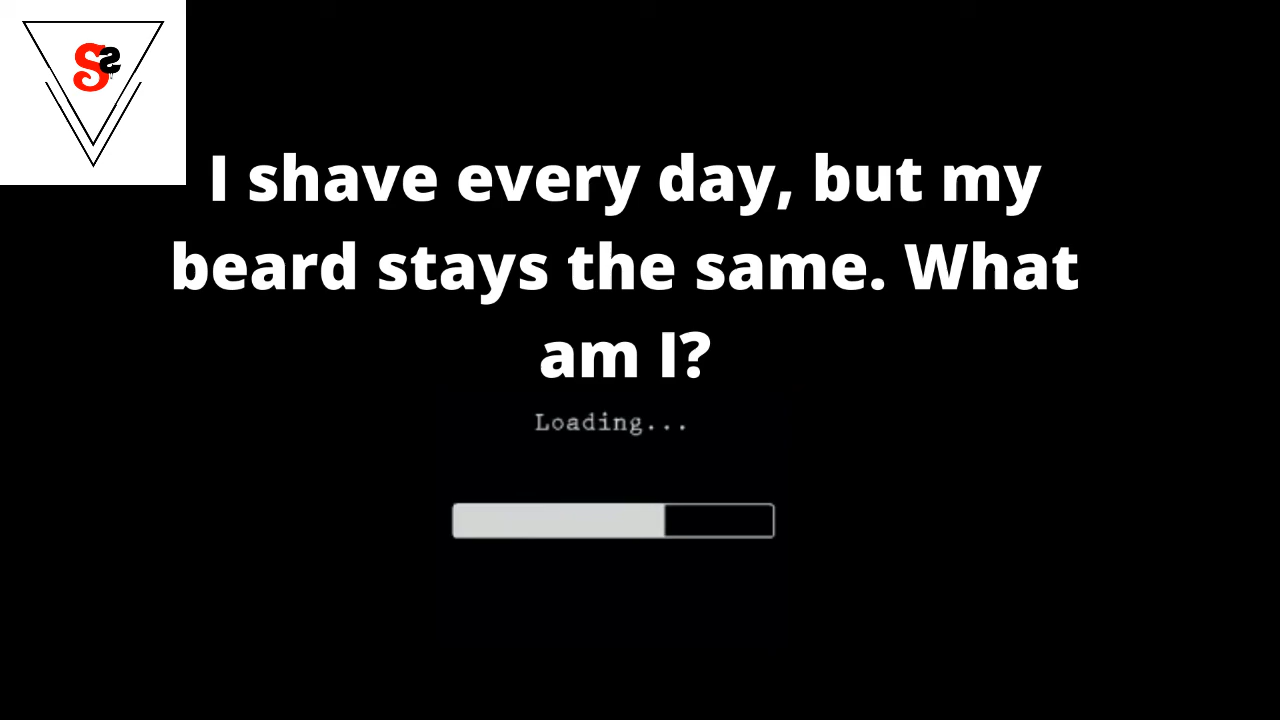 S
S
I shave every day, but my
beard stays the same. What
am I?
Loading...